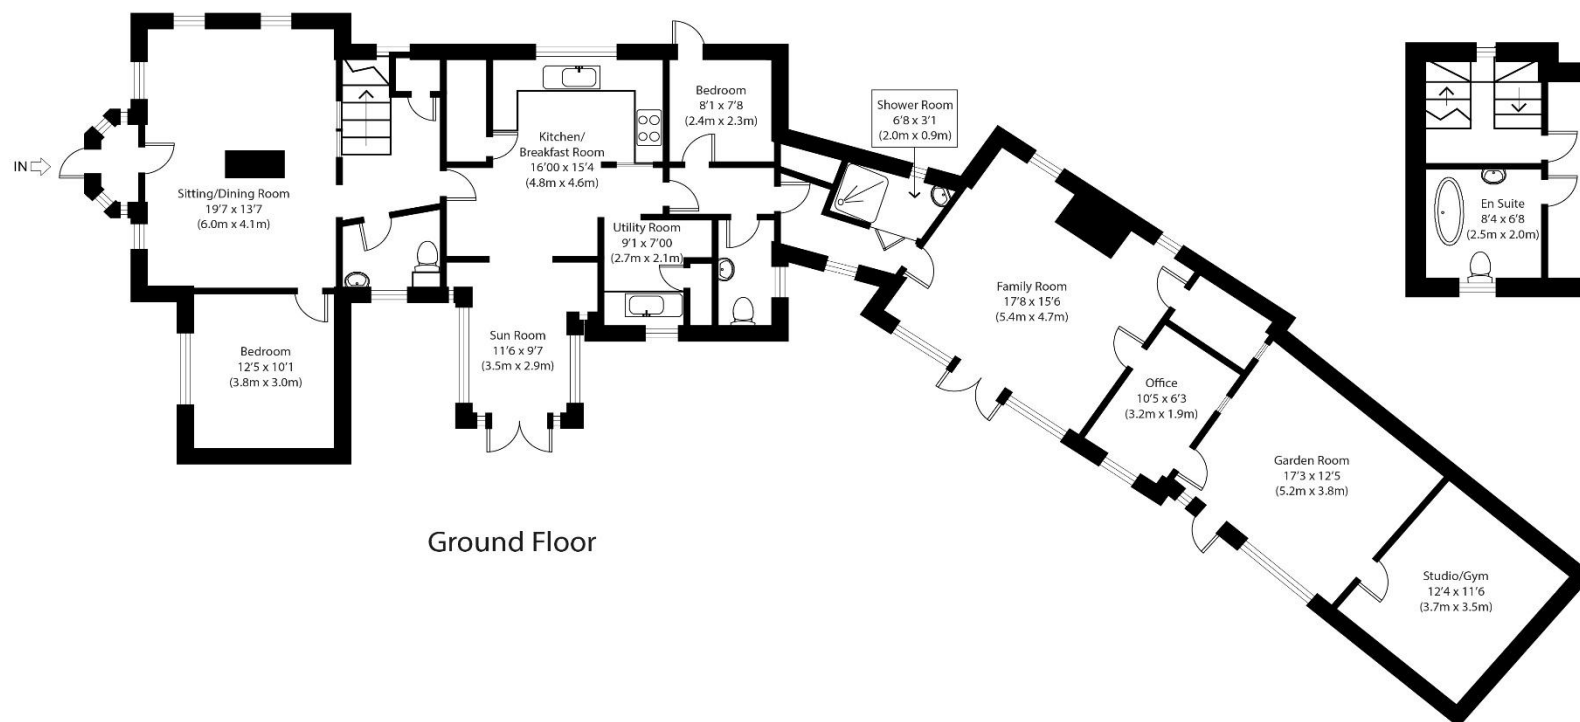 IN
Sitting/Dining Room
19'7 x 13'7
(6.0m x 4.1m)
Bedroom
12'5 x 10'1
(3.8m x 3.0m)
Kitchen/
Breakfast Room
16'00 x 15'4
(4.8m x 4.6m)
Bedroom
8'1 x 7'8
(2.4m x 2.3m)
Utility Room
9'1 x 7'00
(2.7m x 2.1m)
Sun Room
11'6 x 9'7
(3.5m x 2.9m)
Shower Room
6'8 x 3'1
(2.0m x 0.9m)
Family Room
17'8 x 15'6
(5.4m x 4.7m)
Office
10'5 x 6'3
(3.2m x 1.9m)
Garden Room
17'3 x 12'5
(5.2m x 3.8m)
Studio/Gym
12'4 x 11'6
(3.7m x 3.5m)
En Suite
8'4 x 6'8
(2.5m x 2.0m)
Ground Floor